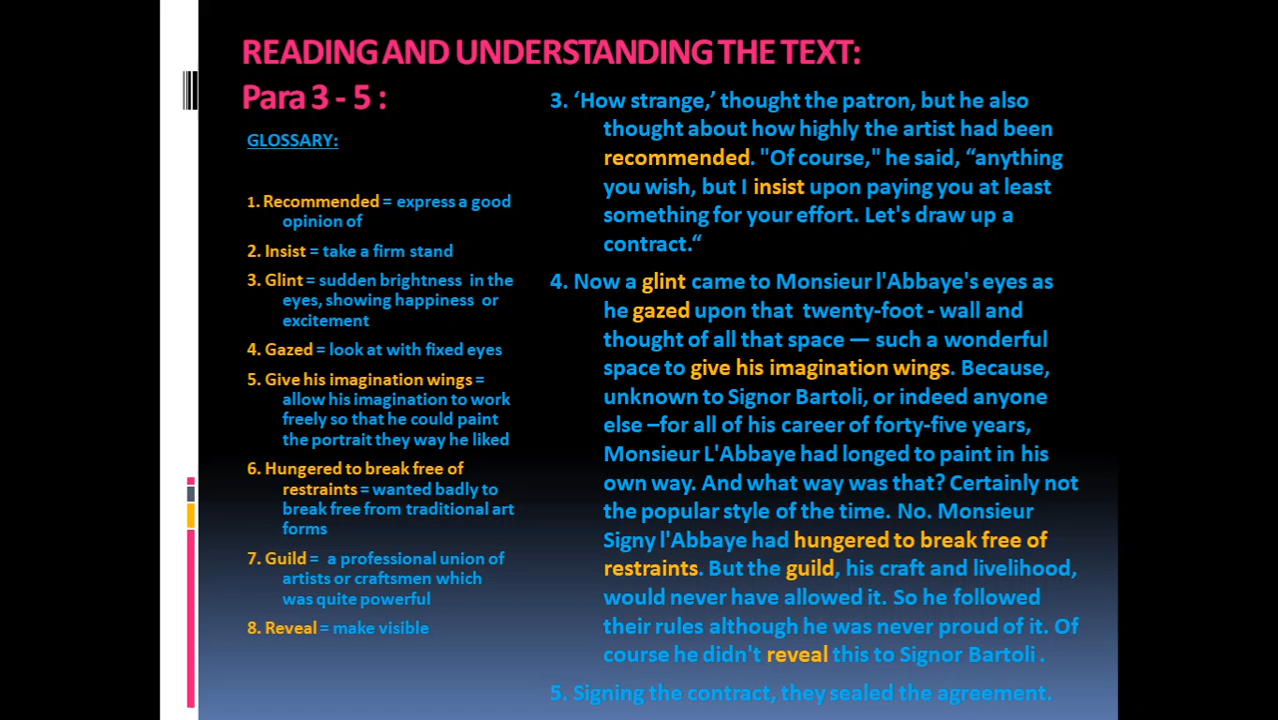 READING AND UNDERSTANDING THE TEXT:
Para 3 - 5 :
GLOSSARY:
1. Recommended = express a good
opinion of
2. Insist = take a firm stand
3. Glint = sudden brightness in the
eyes, showing happiness or
excitement
4. Gazed = look at with fixed eyes
5. Give his imagination wings =
allow his imagination to work
freely so that he could paint
the portrait they way he liked
6. Hungered to break free of
restraints = wanted badly to
break free from traditional art
forms
7. Guild = a professional union of
artists or craftsmen which
was quite powerful
8. Reveal = make visible
3. ‘How strange,’ thought the patron, but he also
thought about how highly the artist had been
recommended. "Of course," he said, “anything
you wish, but I insist upon paying you at least
something for your effort. Let's draw up a
contract.“
4. Now a glint came to Monsieur l'Abbaye's eyes as
he gazed upon that twenty-foot - wall and
thought of all that space — such a wonderful
space to give his imagination wings. Because,
unknown to Signor Bartoli, or indeed anyone
else –for all of his career of forty-five years,
Monsieur L'Abbaye had longed to paint in his
own way. And what way was that? Certainly not
the popular style of the time. No. Monsieur
Signy l'Abbaye had hungered to break free of
restraints. But the guild, his craft and livelihood,
would never have allowed it. So he followed
their rules although he was never proud of it. Of
course he didn't reveal this to Signor Bartoli .
5. Signing the contract, they sealed the agreement.